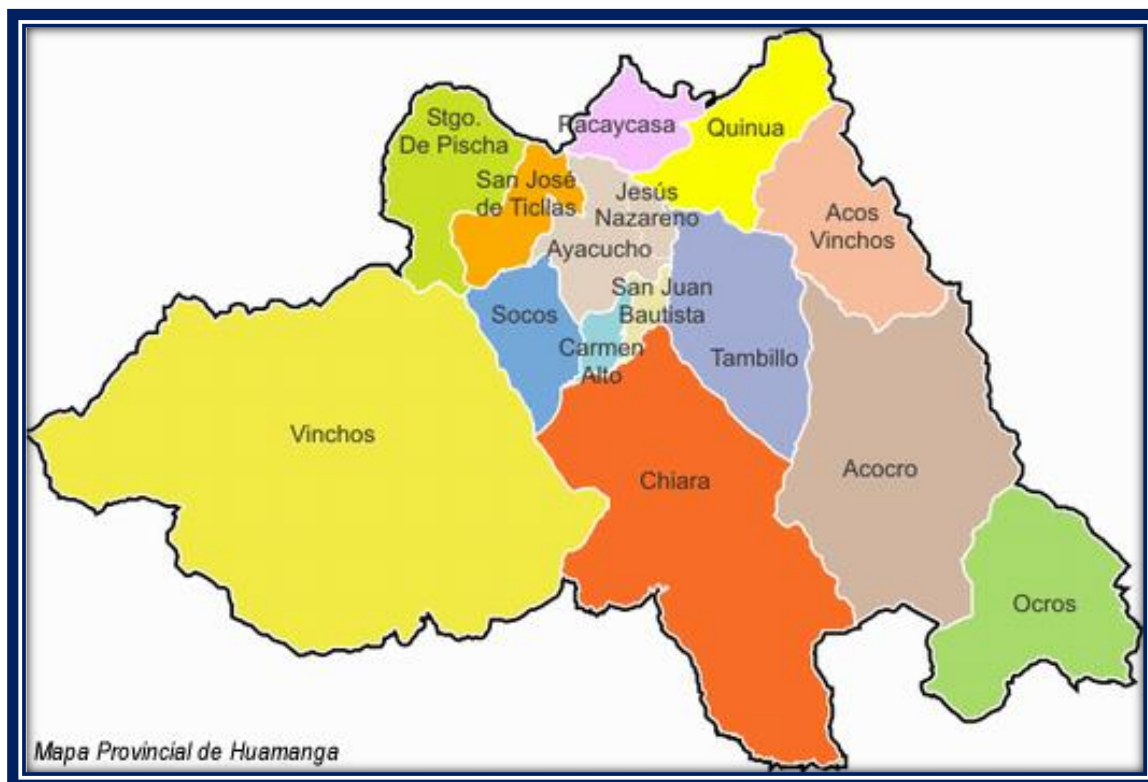 Stgo.
De Pischa
Pacaycasa
Quinua
San José
de Ticllas
Jesús
Nazareno
Acos
Vinchos
Ayacucho
San Juan
Bautista
Socos
Carmen
Alto
Tambillo
Vinchos
Chiara
Acocro
Ocros
Mapa Provincial de Huamanga